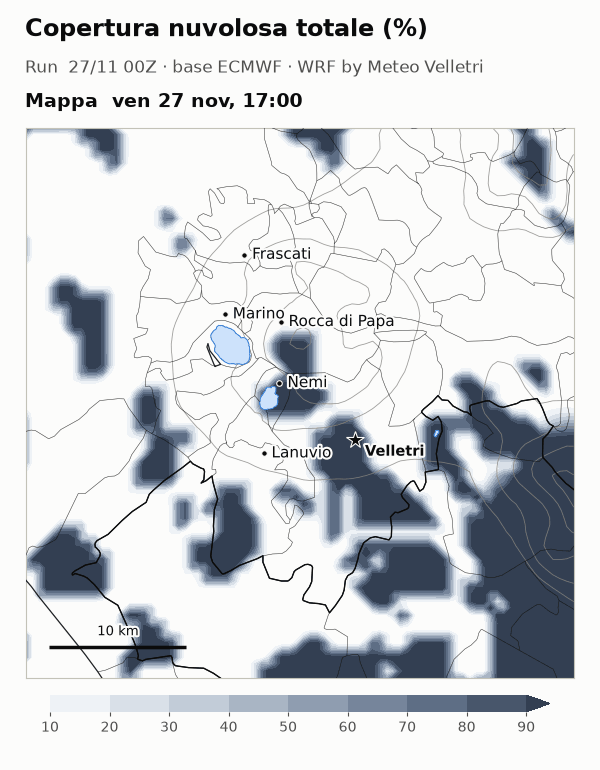 Copertura nuvolosa totale (%)
Run  27/11 00Z · base ECMWF · WRF by Meteo Velletri
Mappa  ven 27 nov, 17:00
Frascati
Marino
Rocca di Papa
Nemi
Velletri
Lanuvio
10 km
10 20 30 40 50 60 70 80 90